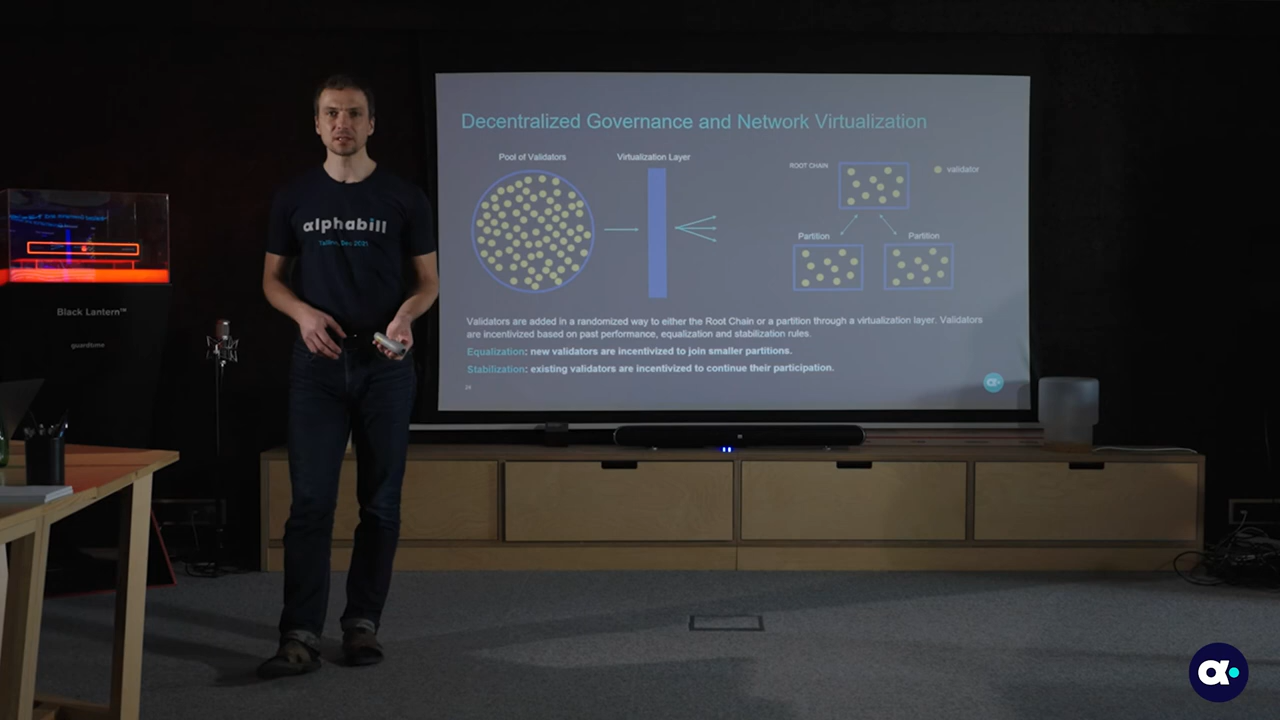 Decentralized Governance and Network Virtualization
Pool of Validators
Virtualization Layer
ROOT CHAIN
validator
Partition
Partition
Validators are added in a randomized way to either the Root Chain or a partition through a virtualization layer. Validators
are incentivized based on past performance, equalization and stabilization rules.
Equalization: new validators are incentivized to join smaller partitions.
Stabilization: existing validators are incentivized to continue their participation.
αlphabill
Tallinn, Dec 2021
Black Lantern™
guardtime
α
α